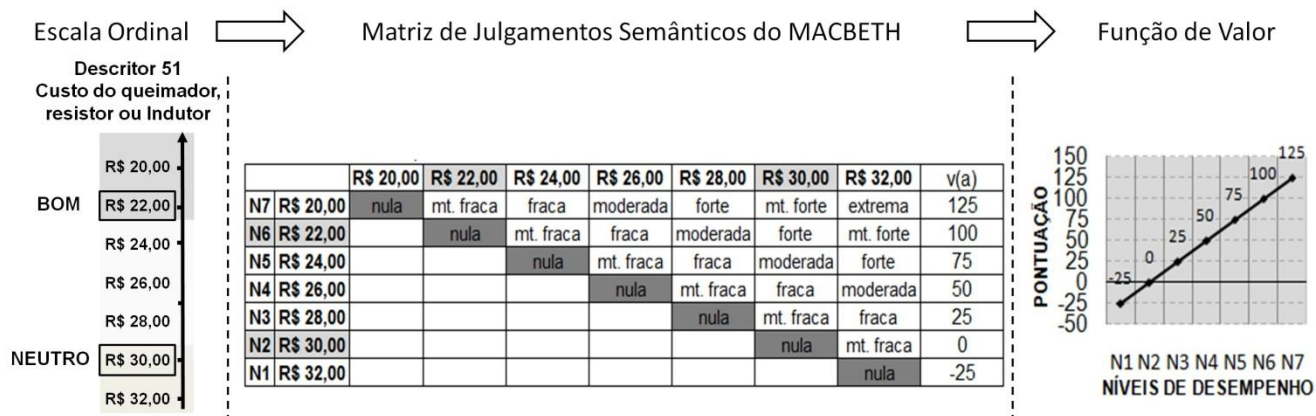 Escala Ordinal
Matriz de Julgamentos Semânticos do MACBETH
Função de Valor
Descritor 51
Custo do queimador,
resistor ou Indutor
R$ 20,00
BOM R$ 22,00
R$ 24,00
R$ 26,00
R$ 28,00
NEUTRO R$ 30,00
R$ 32,00
R$ 20,00 R$ 22,00 R$ 24,00 R$ 26,00 R$ 28,00 R$ 30,00 R$ 32,00 v(a)
N7 R$ 20,00 nula mt. fraca fraca moderada forte mt. forte extrema 125
N6 R$ 22,00 nula mt. fraca fraca moderada forte mt. forte 100
N5 R$ 24,00 nula mt. fraca fraca moderada forte 75
N4 R$ 26,00 nula mt. fraca fraca moderada 50
N3 R$ 28,00 nula mt. fraca fraca 25
N2 R$ 30,00 nula mt. fraca 0
N1 R$ 32,00 nula -25
PONTUAÇÃO
150
125
100
75
50
25
0
-25
-50
-25
0
25
50
75
100
125
N1 N2 N3 N4 N5 N6 N7
NÍVEIS DE DESEMPENHO